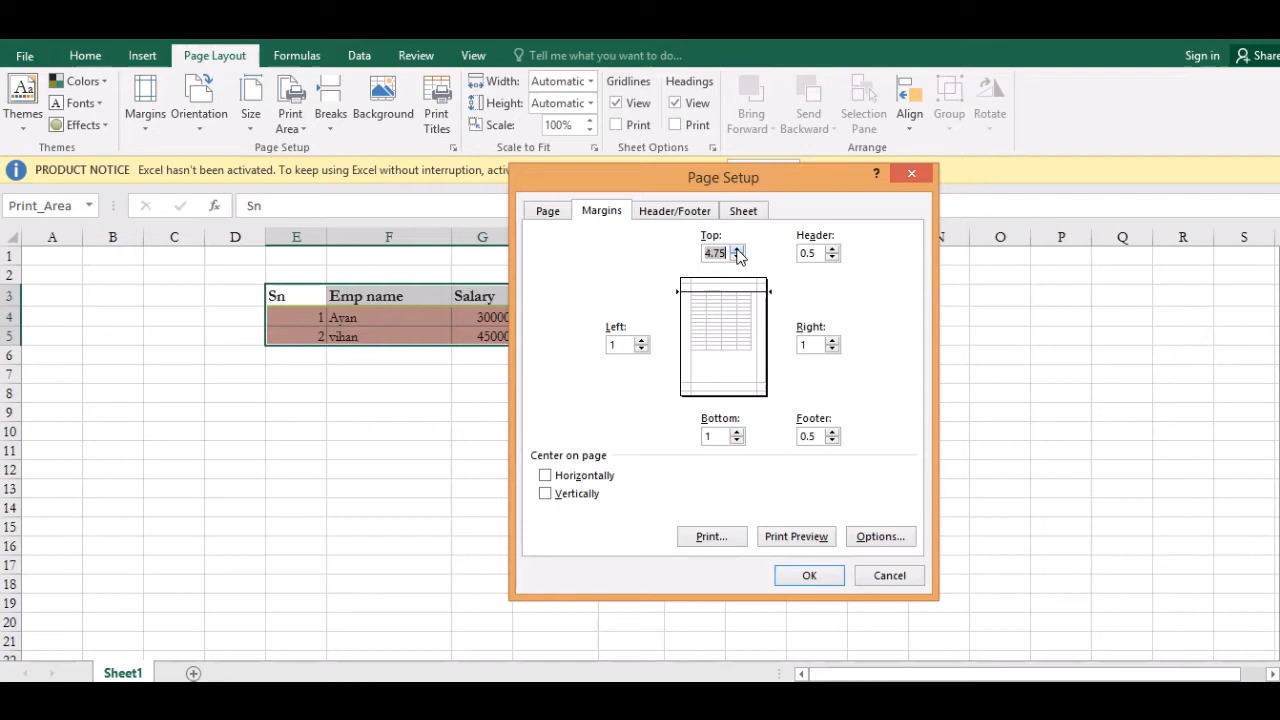 File Home Insert Page Layout Formulas Data Review View Tell me what you want to do... Sign in Share
Colors Width: Automatic Gridlines Headings
Aa Fonts Height: Automatic View View
Themes Effects Margins Orientation Size Print Area Breaks Background Print Titles Scale: 100% Print Print Bring Forward Send Backward Selection Pane Align Group Rotate
Themes Page Setup Scale to Fit Sheet Options Arrange
PRODUCT NOTICE Excel hasn't been activated. To keep using Excel without interruption, activ
Page Setup ?
Print_Area fx Sn
Page Margins Header/Footer Sheet
A B C D E F G N O P Q R S
Top: Header:
4.75 0.5
1
2
3 Sn Emp name Salary
4 1 Ayan 30000
5 2 vihan 45000
Left: Right:
1 1
6
7
8
9
10
Bottom: Footer:
1 0.5
11
Center on page
12
Horizontally
13
Vertically
14
15
Print... Print Preview Options...
16
17
OK Cancel
18
19
20
21
Sheet1